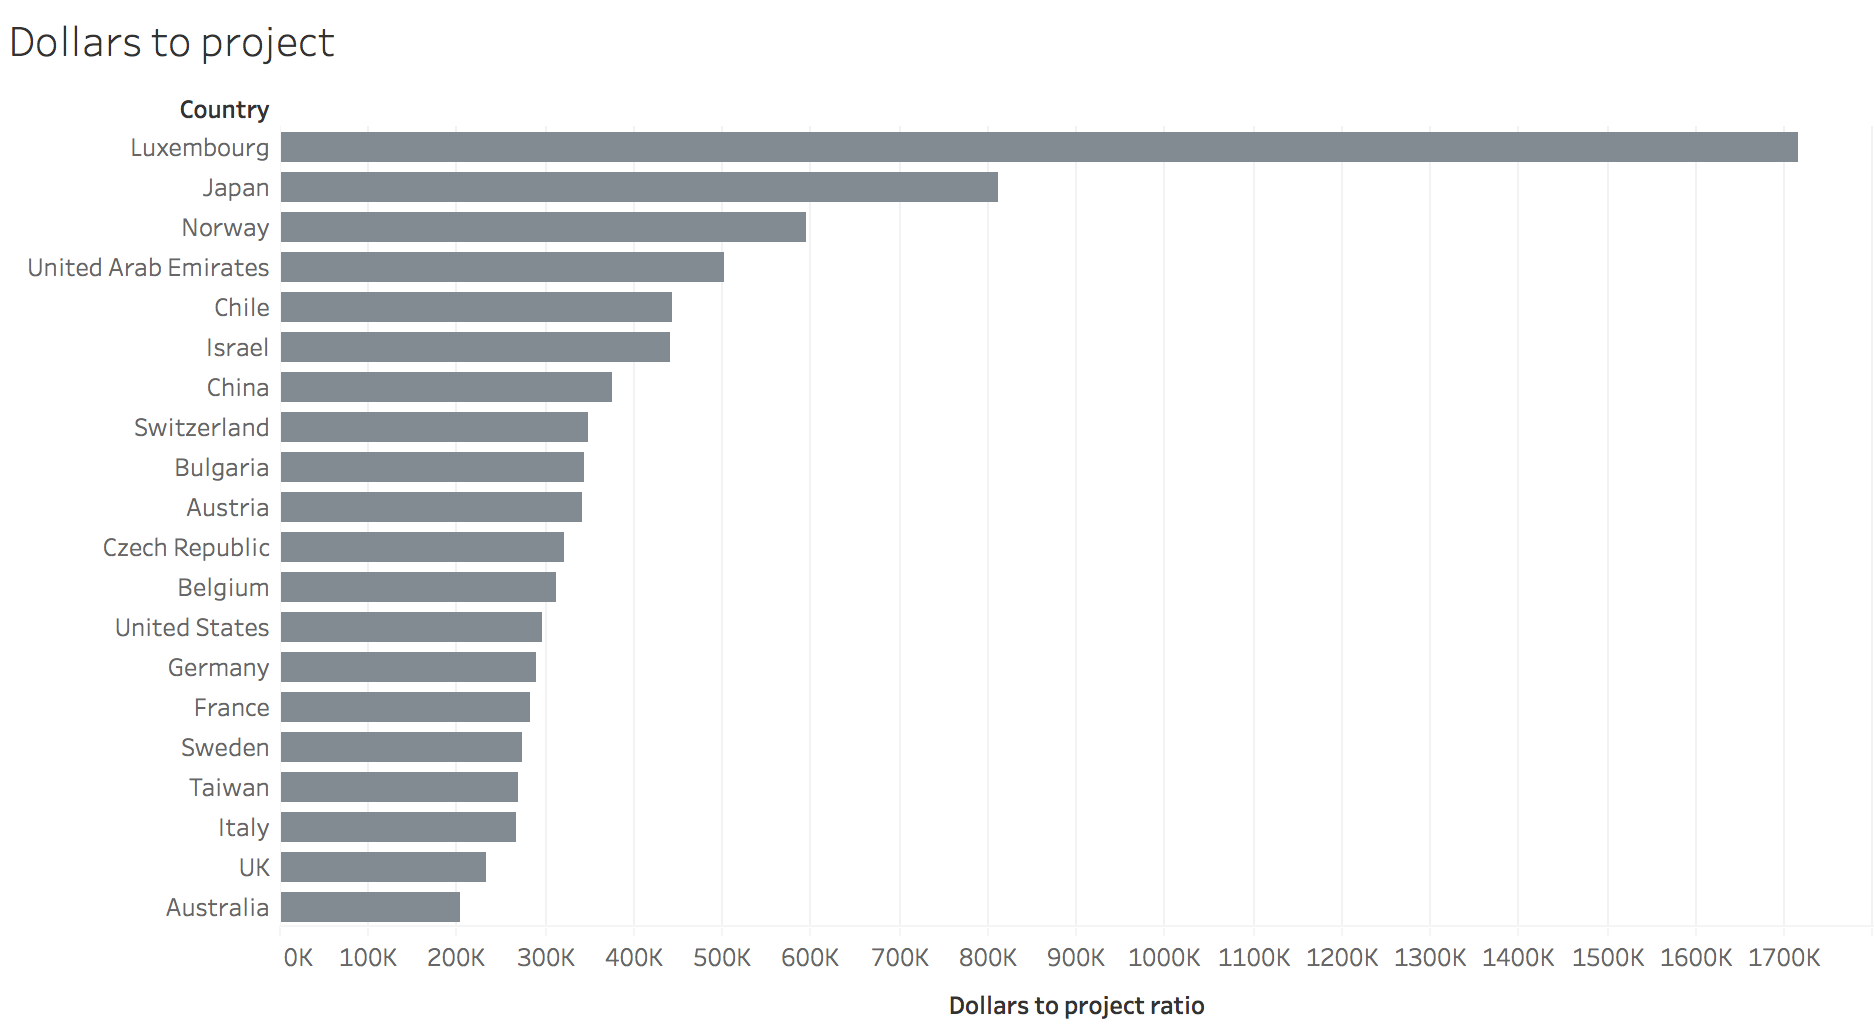 Dollars to project
Country
Luxembourg
Japan
Norway
United Arab Emirates
Chile
Israel
China
Switzerland
Bulgaria
Austria
Czech Republic
Belgium
United States
Germany
France
Sweden
Taiwan
Italy
UK
Australia
0K 100K 200K 300K 400K 500K 600K 700K 800K 900K 1000K 1100K 1200K 1300K 1400K 1500K 1600K 1700K
Dollars to project ratio